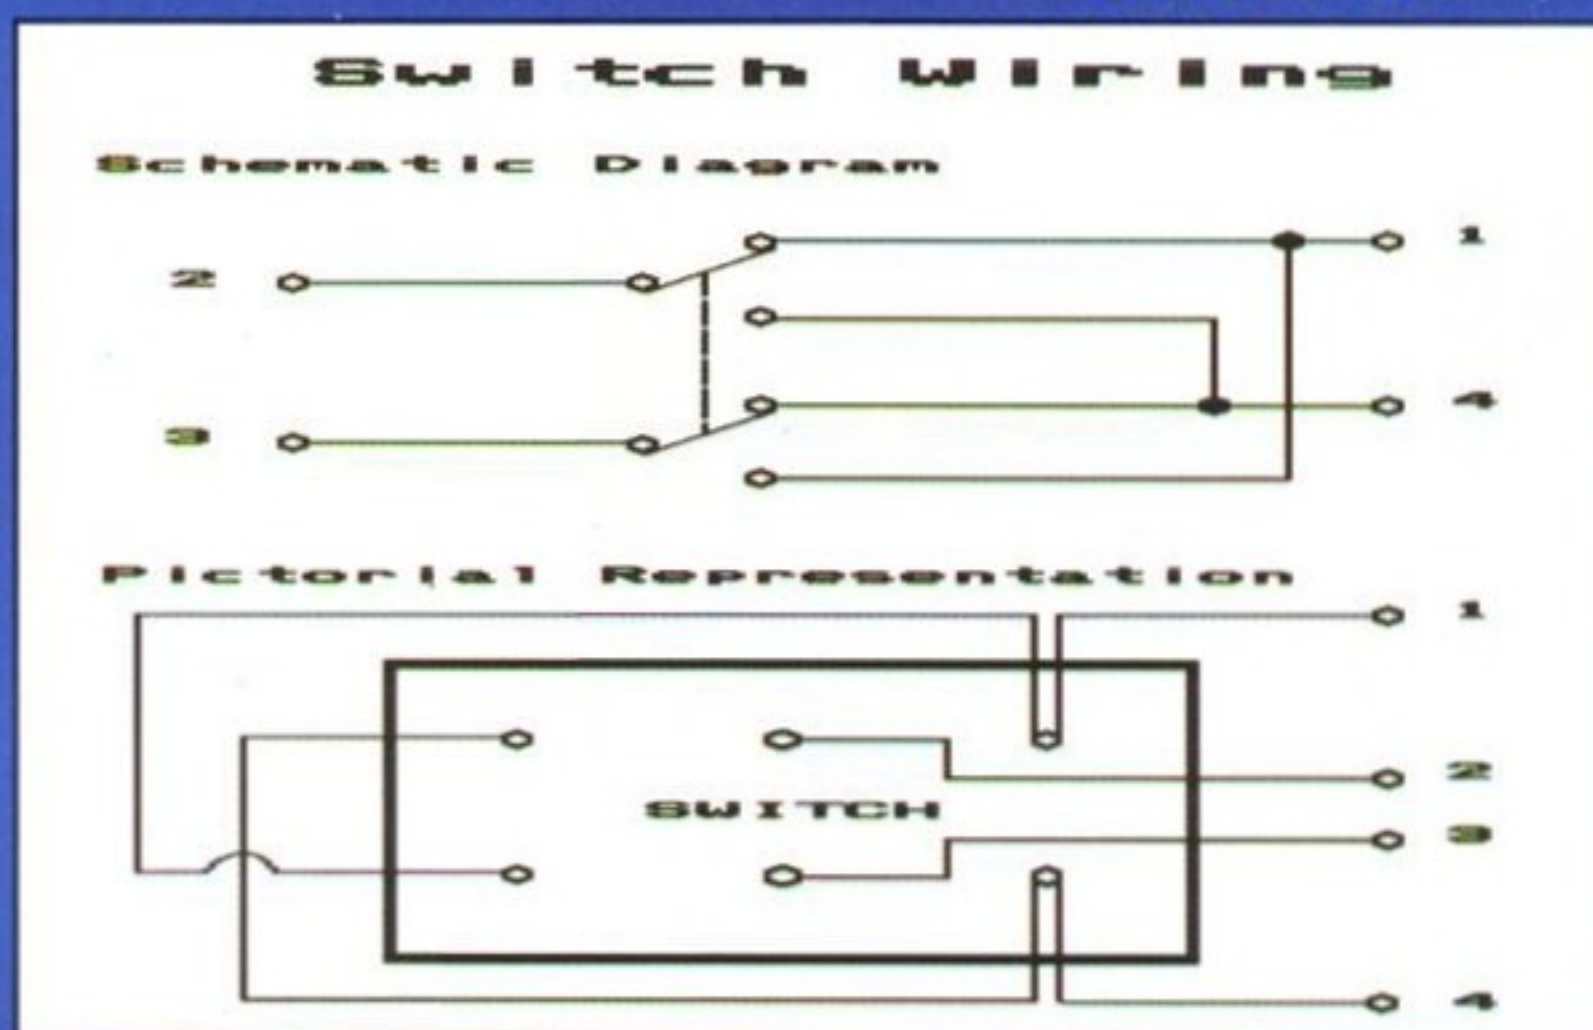 Switch Wiring
Schematic Diagram
1
2
4
3
Pictorial Representation
1
2
SWITCH
3
4